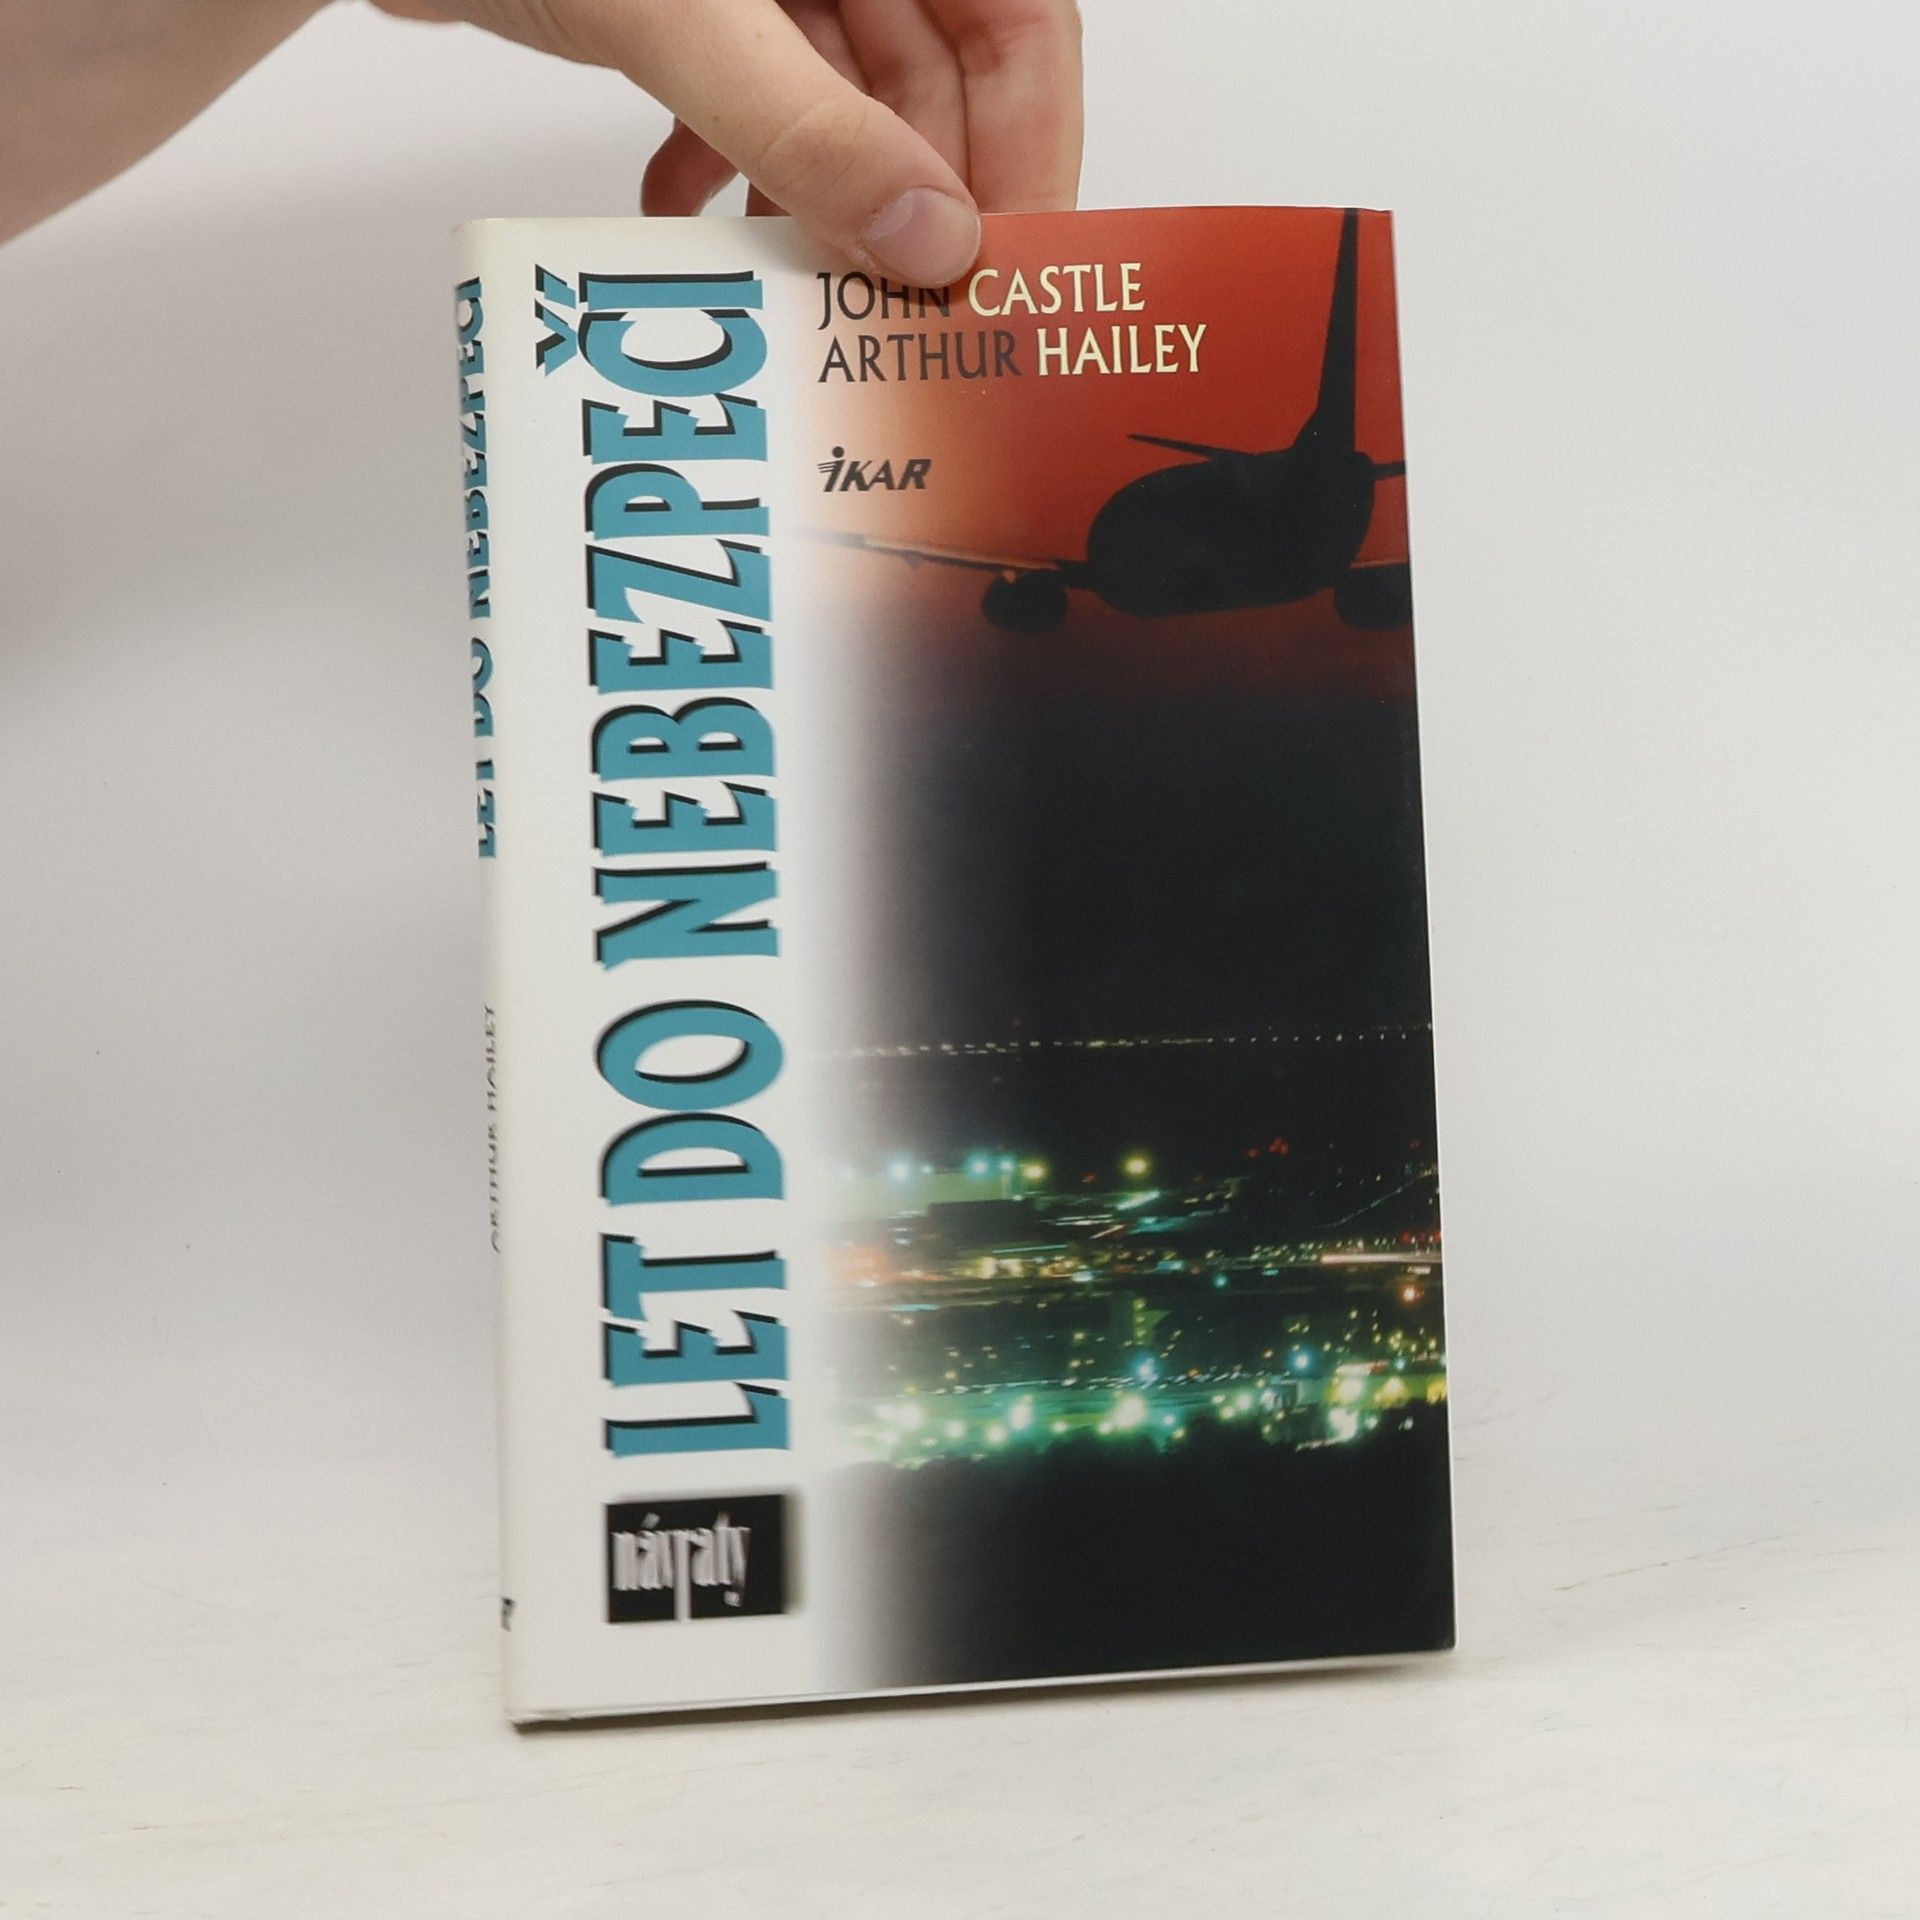 JOHN CASTLE
ARTHUR HAILEY
iKAR
LET DO NEBEZPEČÍ
návraty
LET DO NEBEZPEČÍ
ARTHUR HAILEY